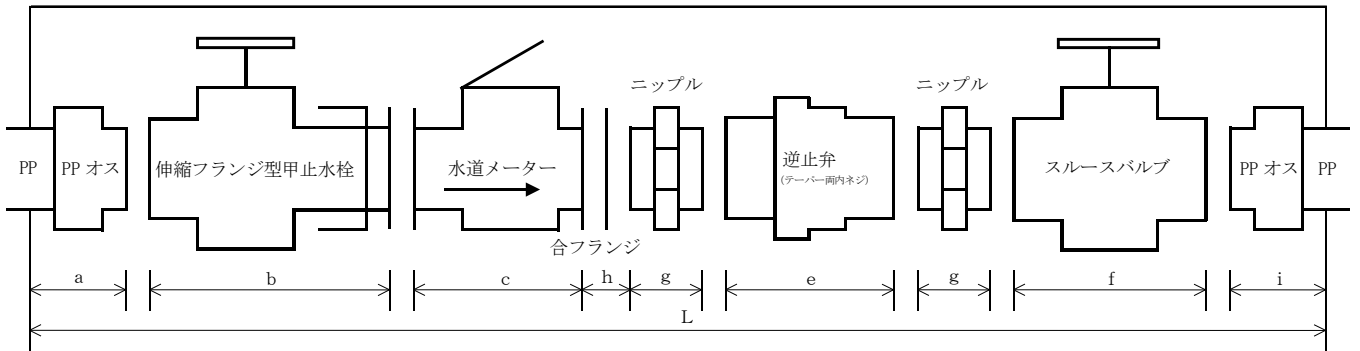 ニップル
ニップル
PP
PP オス
伸縮フランジ型甲止水栓
水道メーター
逆止弁
(テーパー両内ネジ)
スルースバルブ
PP オス
PP
合フランジ
a
b
c
h
g
e
g
f
i
L